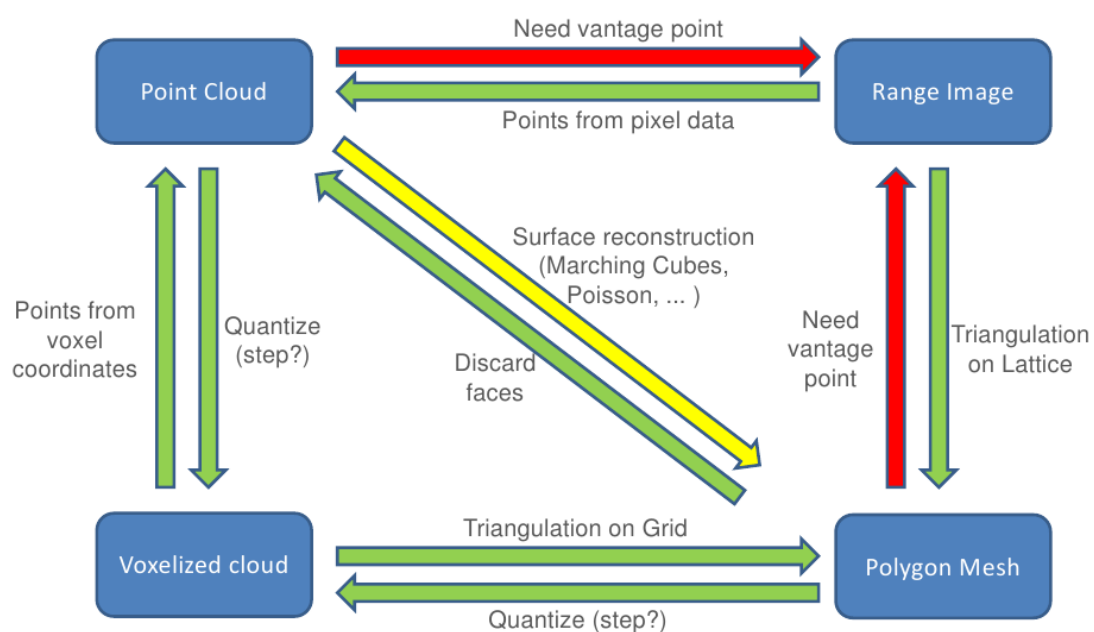 Need vantage point
Point Cloud
Range Image
Points from pixel data
Surface reconstruction
(Marching Cubes,
Poisson, ... )
Points from
voxel
coordinates
Quantize
(step?)
Discard
faces
Need
vantage
point
Triangulation
on Lattice
Triangulation on Grid
Voxelized cloud
Polygon Mesh
Quantize (step?)